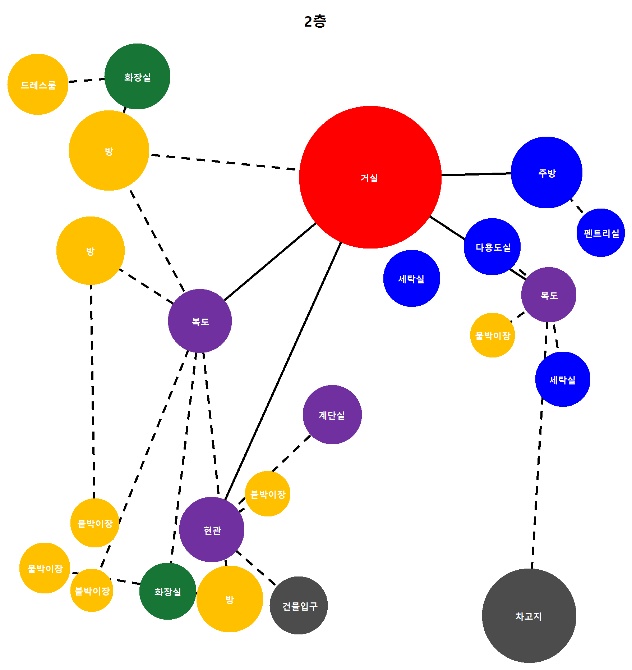 2층
드레스룸
화장실
방
거실
주방
펜트리실
방
다용도실
세탁실
복도
복도
붙박이장
세탁실
계단실
붙박이장
붙박이장
현관
붙박이장
붙박이장
화장실
방
건물입구
차고지